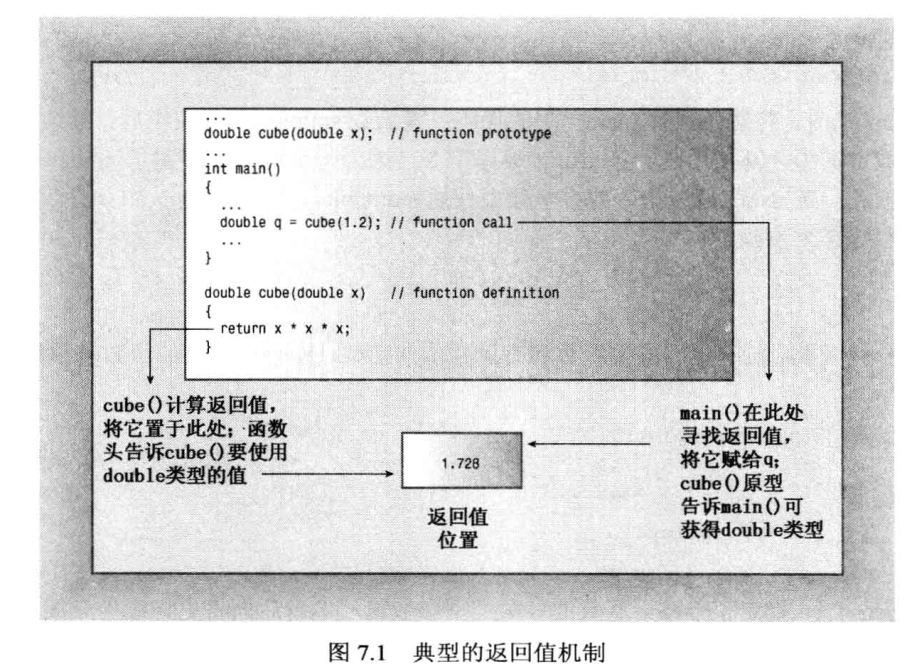 ...
double cube(double x);  // function prototype
...
int main()
{
...
double q = cube(1.2); // function call
...
}
double cube(double x)   // function definition
{
return x * x * x;
}
cube()计算返回值，
将它置于此处；函数
头告诉cube()要使用
double类型的值
1.728
返回值
位置
main()在此处
寻找返回值，
将它赋给q；
cube()原型
告诉main()可
获得double类型
图 7.1 典型的返回值机制